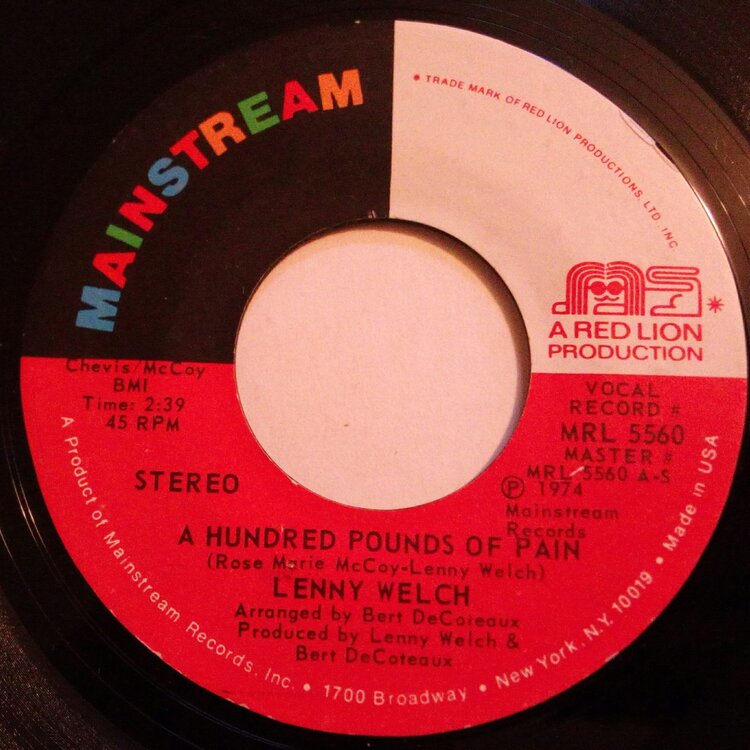 MAINSTREAM
* TRADE MARK OF RED LION PRODUCTIONS, LTD. INC.
ms *
A RED LION
PRODUCTION
Chevis/McCoy
BMI
Time: 2:39
45 RPM
STEREO
VOCAL
RECORD #
MRL 5560
MASTER #
MRL 5560 A-S
Ⓟ 1974
Mainstream
Records
A HUNDRED POUNDS OF PAIN
(Rose Marie McCoy-Lenny Welch)
LENNY WELCH
Arranged by Bert DeCoteaux
Produced by Lenny Welch &
Bert DeCoteaux
A Product of Mainstream Records, Inc. • 1700 Broadway • New York, N.Y. 10019 • Made in USA